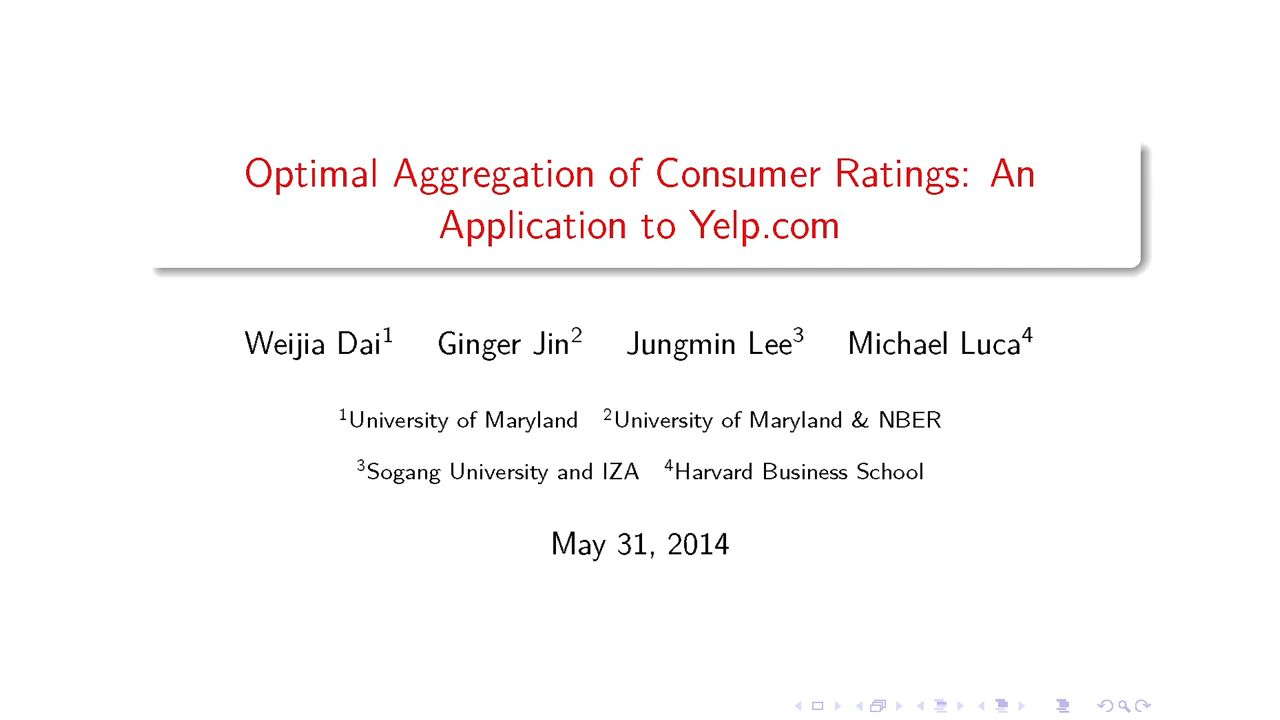 Optimal Aggregation of Consumer Ratings: An
Application to Yelp.com
Weijia Dai¹ Ginger Jin² Jungmin Lee³ Michael Luca⁴
¹University of Maryland ²University of Maryland & NBER
³Sogang University and IZA ⁴Harvard Business School
May 31, 2014